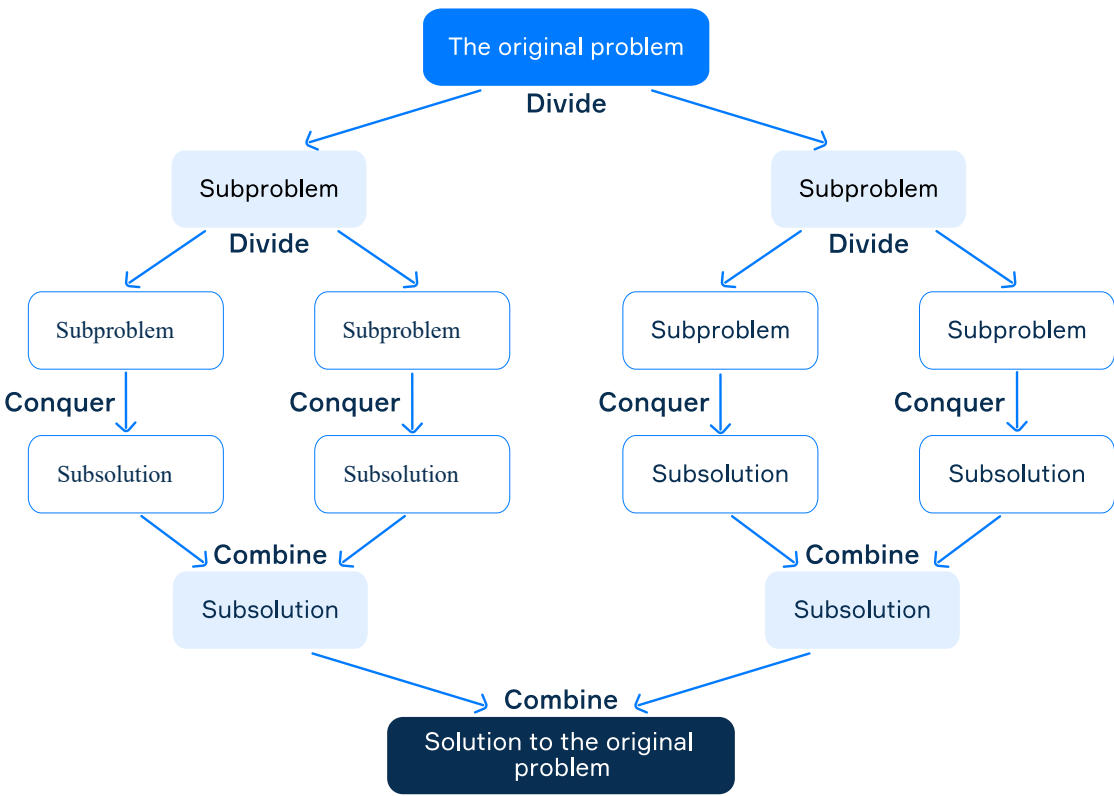 The original problem
Divide
Subproblem
Subproblem
Divide
Divide
Subproblem
Subproblem
Subproblem
Subproblem
Conquer
Conquer
Conquer
Conquer
Subsolution
Subsolution
Subsolution
Subsolution
Combine
Combine
Subsolution
Subsolution
Combine
Solution to the original
problem